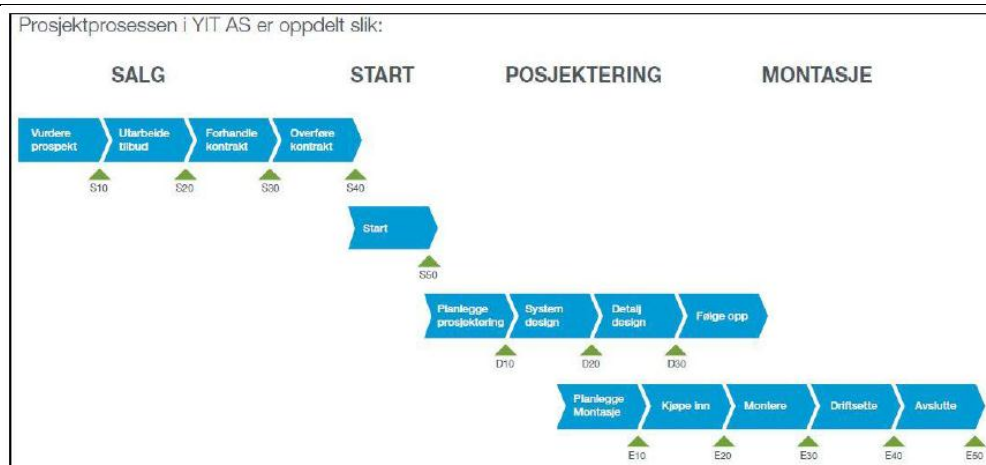 Prosjektprosessen i YIT AS er oppdelt slik:
SALG START POSJEKTERING MONTASJE
Vurdere
prospekt
Utarbeide
tilbud
Forhandle
kontrakt
Overføre
kontrakt
S10 S20 S30 S40
Start
S50
Planlegge
prosjektering
System
design
Detalj
design
Følge opp
D10 D20 D30
Planlegge
Montasje
Kjøpe inn
Montere
Driftsette
Avslutte
E10 E20 E30 E40 E50